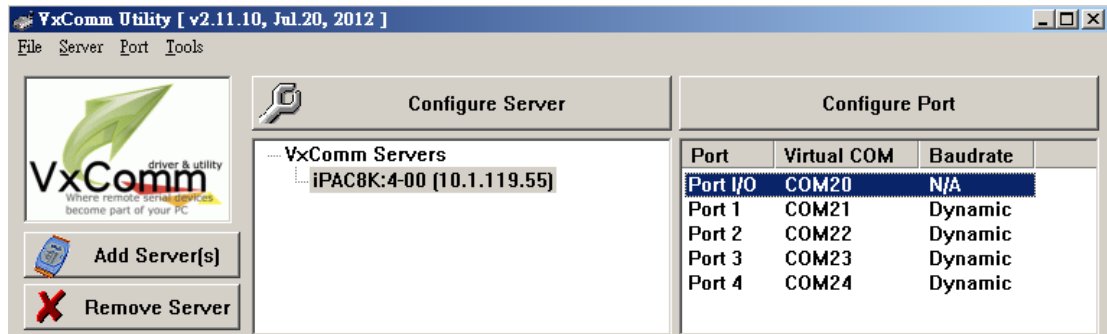 VxComm Utility [ v2.11.10, Jul.20, 2012 ]
File Server Port Tools
VxComm
driver & utility
Where remote serial devices
become part of your PC
Add Server(s)
Remove Server
Configure Server
VxComm Servers
iPAC8K:4-00 (10.1.119.55)
Configure Port
Port Virtual COM Baudrate
Port I/O COM20 N/A
Port 1 COM21 Dynamic
Port 2 COM22 Dynamic
Port 3 COM23 Dynamic
Port 4 COM24 Dynamic